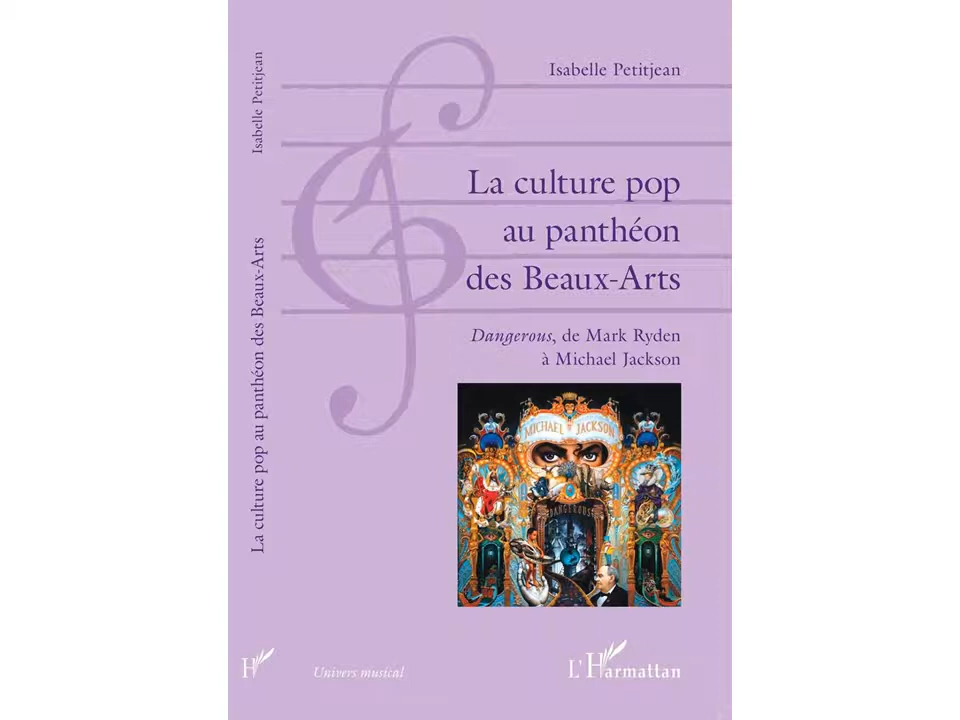 Isabelle Petitjean
La culture pop au panthéon des Beaux-Arts
H
Isabelle Petitjean
La culture pop
au panthéon
des Beaux-Arts
Dangerous, de Mark Ryden
à Michael Jackson
MICHAEL JACKSON
DANGEROUS
Univers musical
L'Harmattan